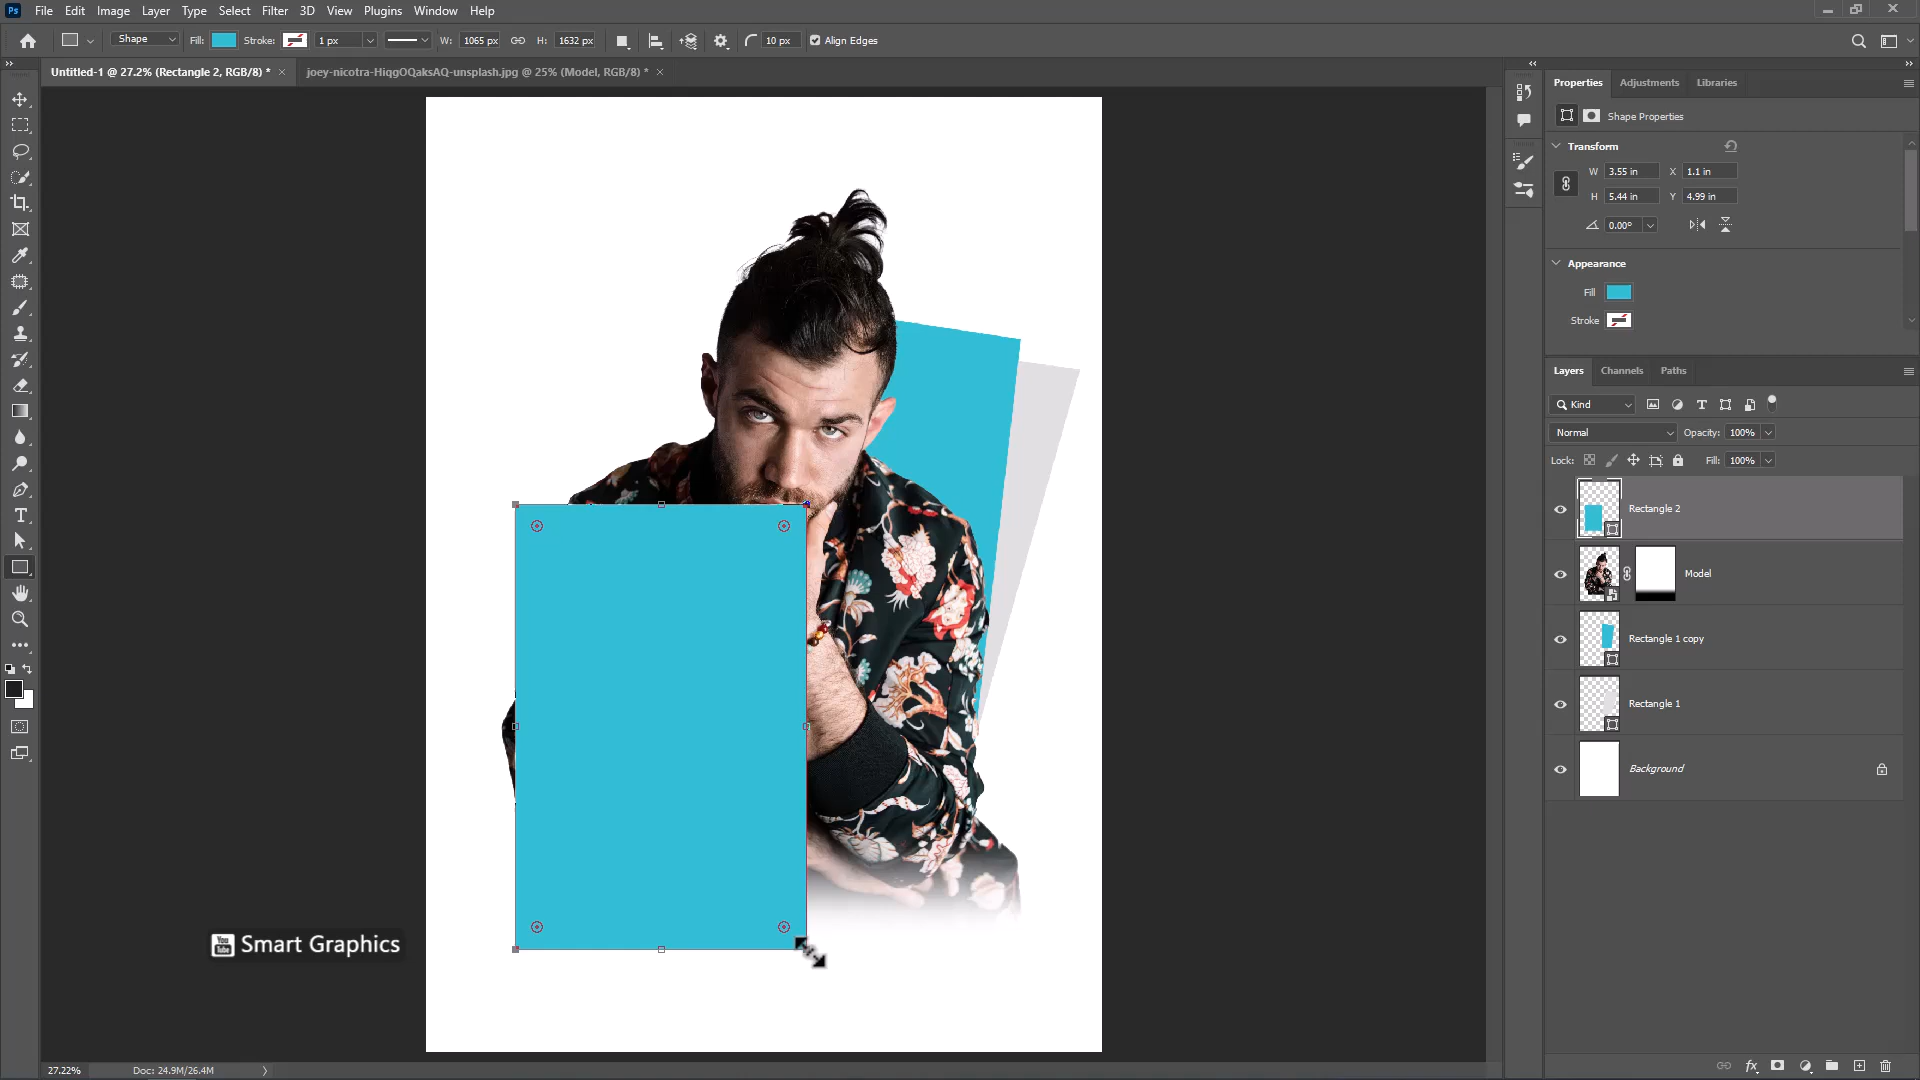 Ps File Edit Image Layer Type Select Filter 3D View Plugins Window Help
Shape Fill: Stroke: 1 px W: 1065 px H: 1632 px 10 px Align Edges
Untitled-1 @ 27.2% (Rectangle 2, RGB/8) * joey-nicotra-HiqgOQaksAQ-unsplash.jpg @ 25% (Model, RGB/8) *
Properties Adjustments Libraries
Shape Properties
Transform
W 3.55 in X 1.1 in
H 5.44 in Y 4.99 in
0.00°
Appearance
Fill
Stroke
Layers Channels Paths
Kind
Normal Opacity: 100%
Lock: Fill: 100%
Rectangle 2
Model
Rectangle 1 copy
Rectangle 1
Background
You Tube Smart Graphics
27.22% Doc: 24.9M/26.4M
fx